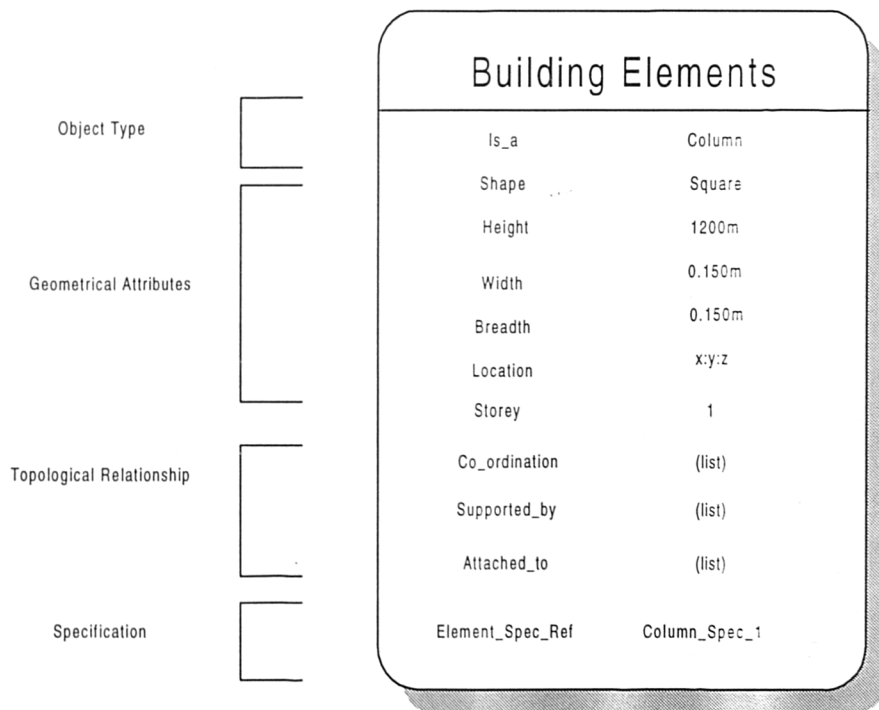 Building Elements
Object Type
Is_a Column
Shape Square
Height 1200m
Geometrical Attributes
Width 0.150m
Breadth 0.150m
Location x:y:z
Storey 1
Topological Relationship
Co_ordination (list)
Supported_by (list)
Attached_to (list)
Specification
Element_Spec_Ref Column_Spec_1